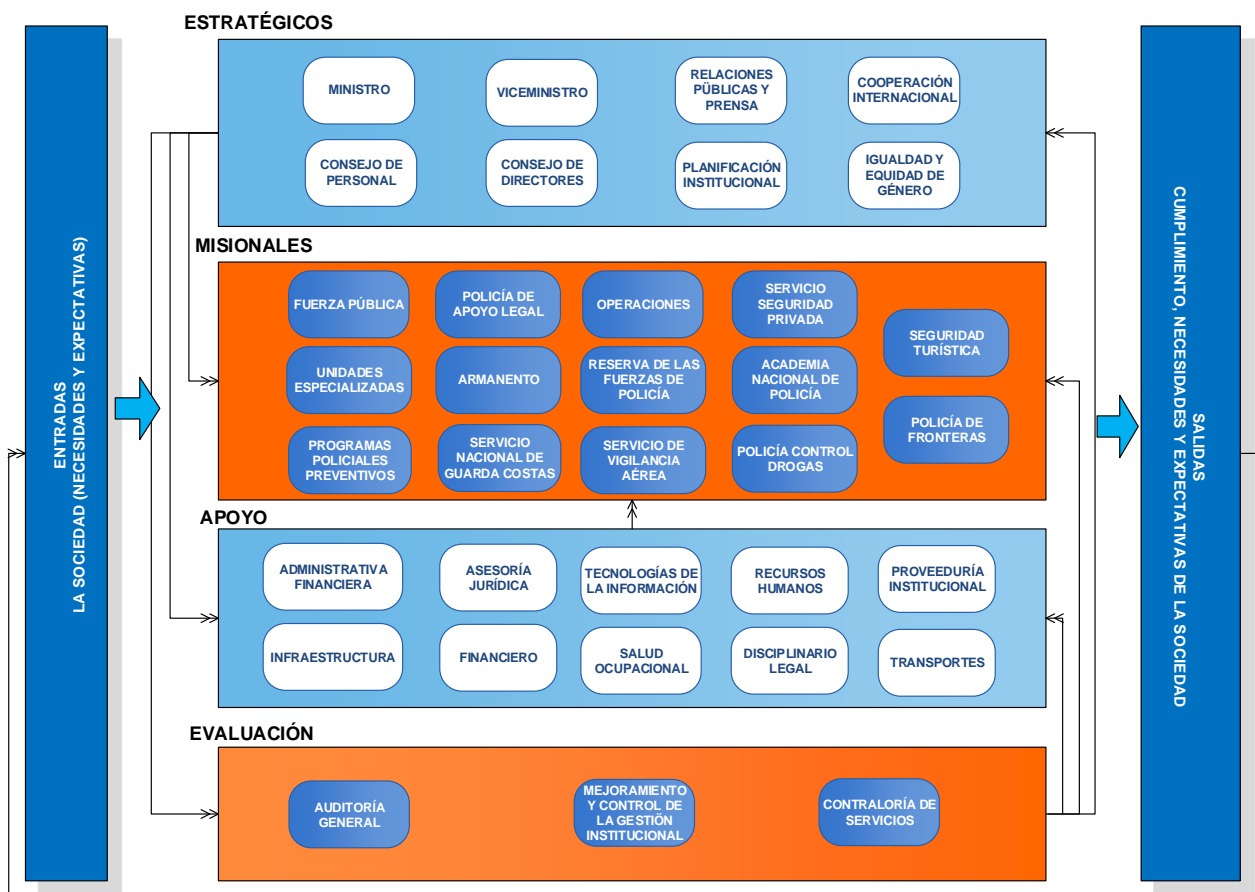 ESTRATÉGICOS
MINISTRO
VICEMINISTRO
RELACIONES
PÜBLICAS Y
PRENSA
COOPERACIÓN
INTERNACIONAL
CONSEJO DE
PERSONAL
CONSEJO DE
DIRECTORES
PLANIFICACIÓN
INSTITUCIONAL
IGUALDAD Y
EQUIDAD DE
GÉNERO
ENTRADAS
LA SOCIEDAD (NECESIDADES Y EXPECTATIVAS)
MISIONALES
FUERZA PÚBLICA
POLICÍA DE
APOYO LEGAL
OPERACIONES
SERVICIO
SEGURIDAD
PRIVADA
SEGURIDAD
TURÍSTICA
UNIDADES
ESPECIALIZADAS
ARMANENTO
RESERVA DE LAS
FUERZAS DE
POLICÍA
ACADEMIA
NACIONAL DE
POLICÍA
POLICÍA DE
FRONTERAS
PROGRAMAS
POLICIALES
PREVENTIVOS
SERVICIO
NACIONAL DE
GUARDA COSTAS
SERVICIO DE
VIGILANCIA
AÉREA
POLICÍA CONTROL
DROGAS
APOYO
ADMINISTRATIVA
FINANCIERA
ASESORÍA
JURÍDICA
TECNOLOGÍAS DE
LA INFORMACIÓN
RECURSOS
HUMANOS
PROVEEDURÍA
INSTITUCIONAL
INFRAESTRUCTURA
FINANCIERO
SALUD
OCUPACIONAL
DISCIPLINARIO
LEGAL
TRANSPORTES
EVALUACIÓN
AUDITORÍA
GENERAL
MEJORAMIENTO
Y CONTROL DE
LA GESTIÖN
INSTITUCIONAL
CONTRALORÍA DE
SERVICIOS
SALIDAS
CUMPLIMIENTO, NECESIDADES Y EXPECTATIVAS DE LA SOCIEDAD